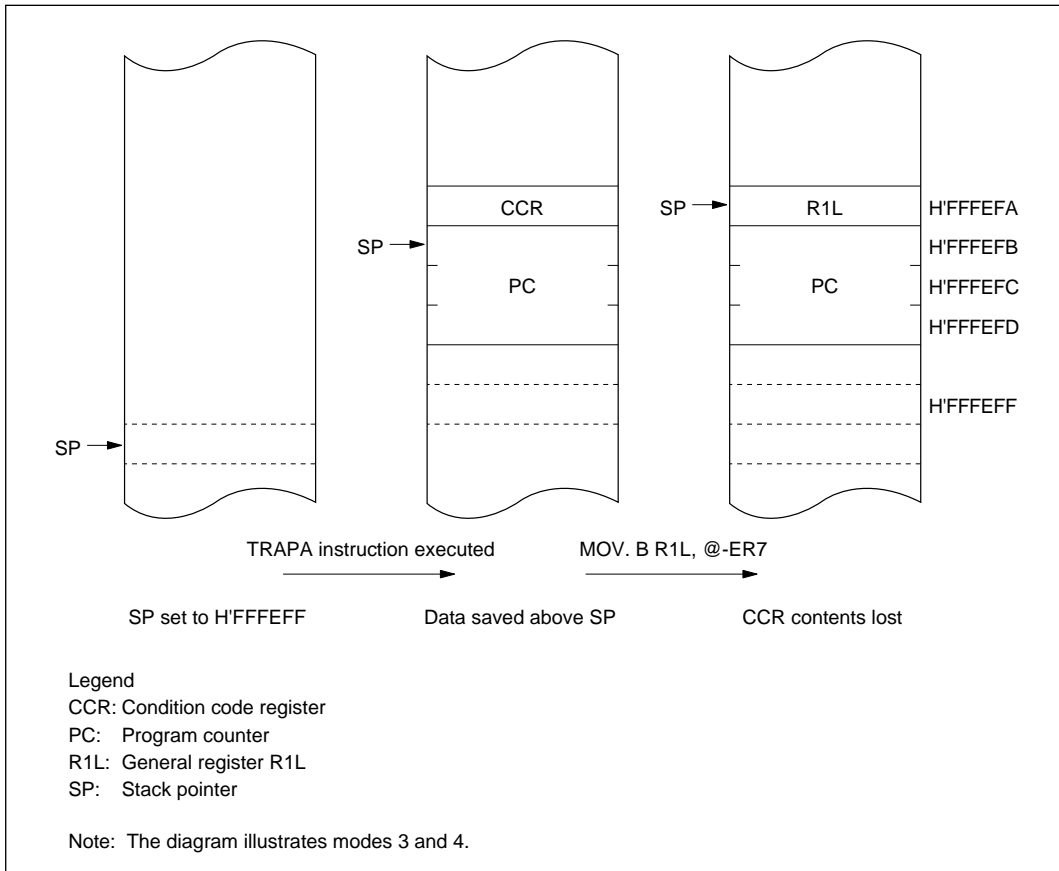 CCR
SP
R1L
H'FFFEFA
SP
H'FFFEFB
PC
PC
H'FFFEFC
H'FFFEFD
H'FFFEFF
SP
TRAPA instruction executed
MOV. B R1L, @-ER7
SP set to H'FFFEFF
Data saved above SP
CCR contents lost
Legend
CCR: Condition code register
PC: Program counter
R1L: General register R1L
SP: Stack pointer
Note: The diagram illustrates modes 3 and 4.